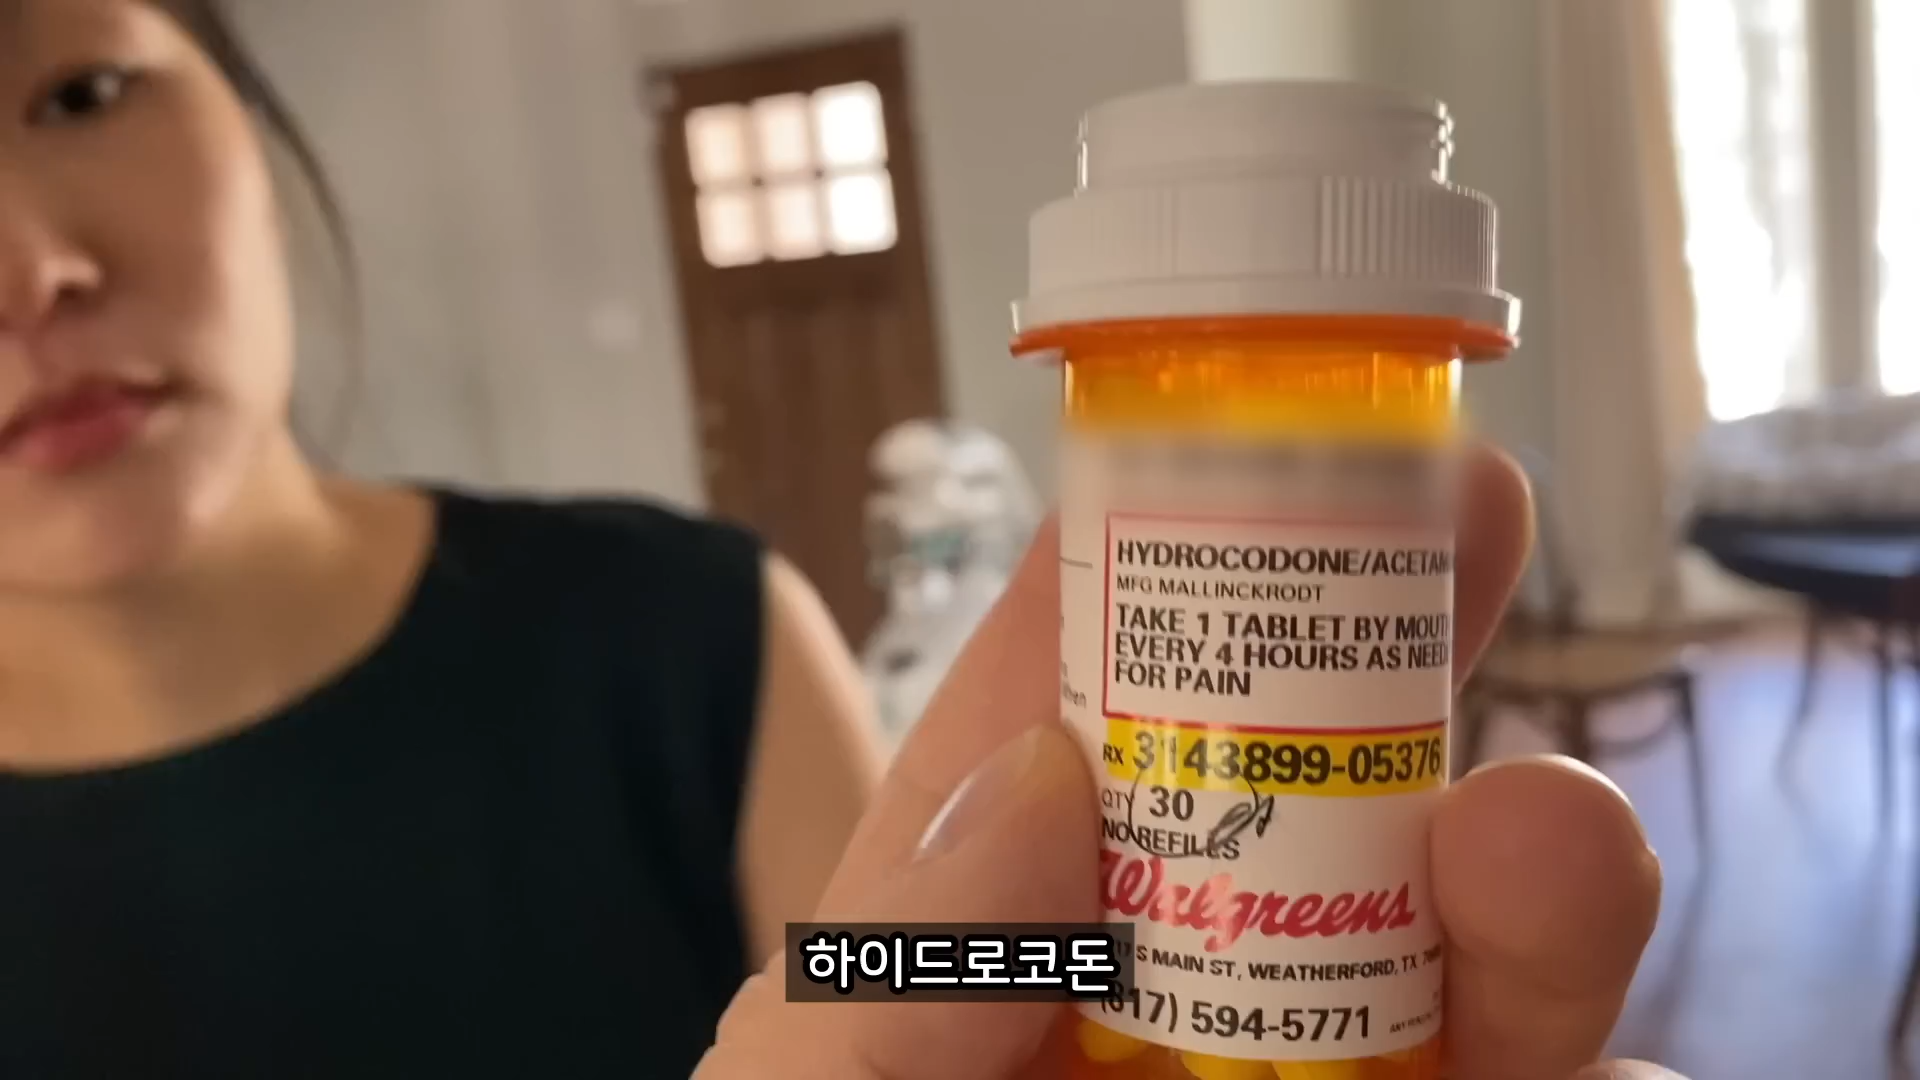 HYDROCODONE/ACETAM
MFG MALLINCKRODT
TAKE 1 TABLET BY MOUT
EVERY 4 HOURS AS NEED
FOR PAIN
RX 3143899-05376
QTY 30
NO REFILLS
Walgreens
S MAIN ST, WEATHERFORD, TX
(817) 594-5771
하이드로코돈